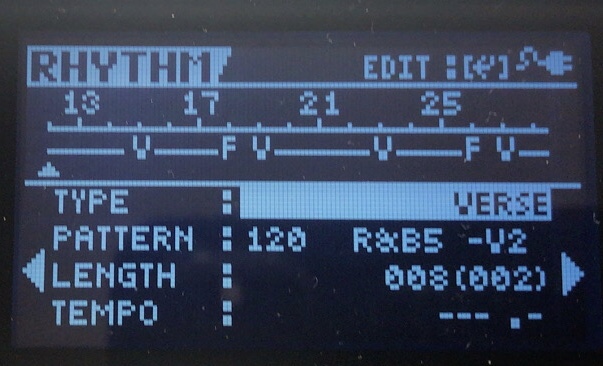 RHYTHM EDIT :[↵]
13 17 21 25
V F V V F V
TYPE : VERSE
PATTERN : 120 R&B5 -V2
LENGTH : 008(002)
TEMPO : ---.-